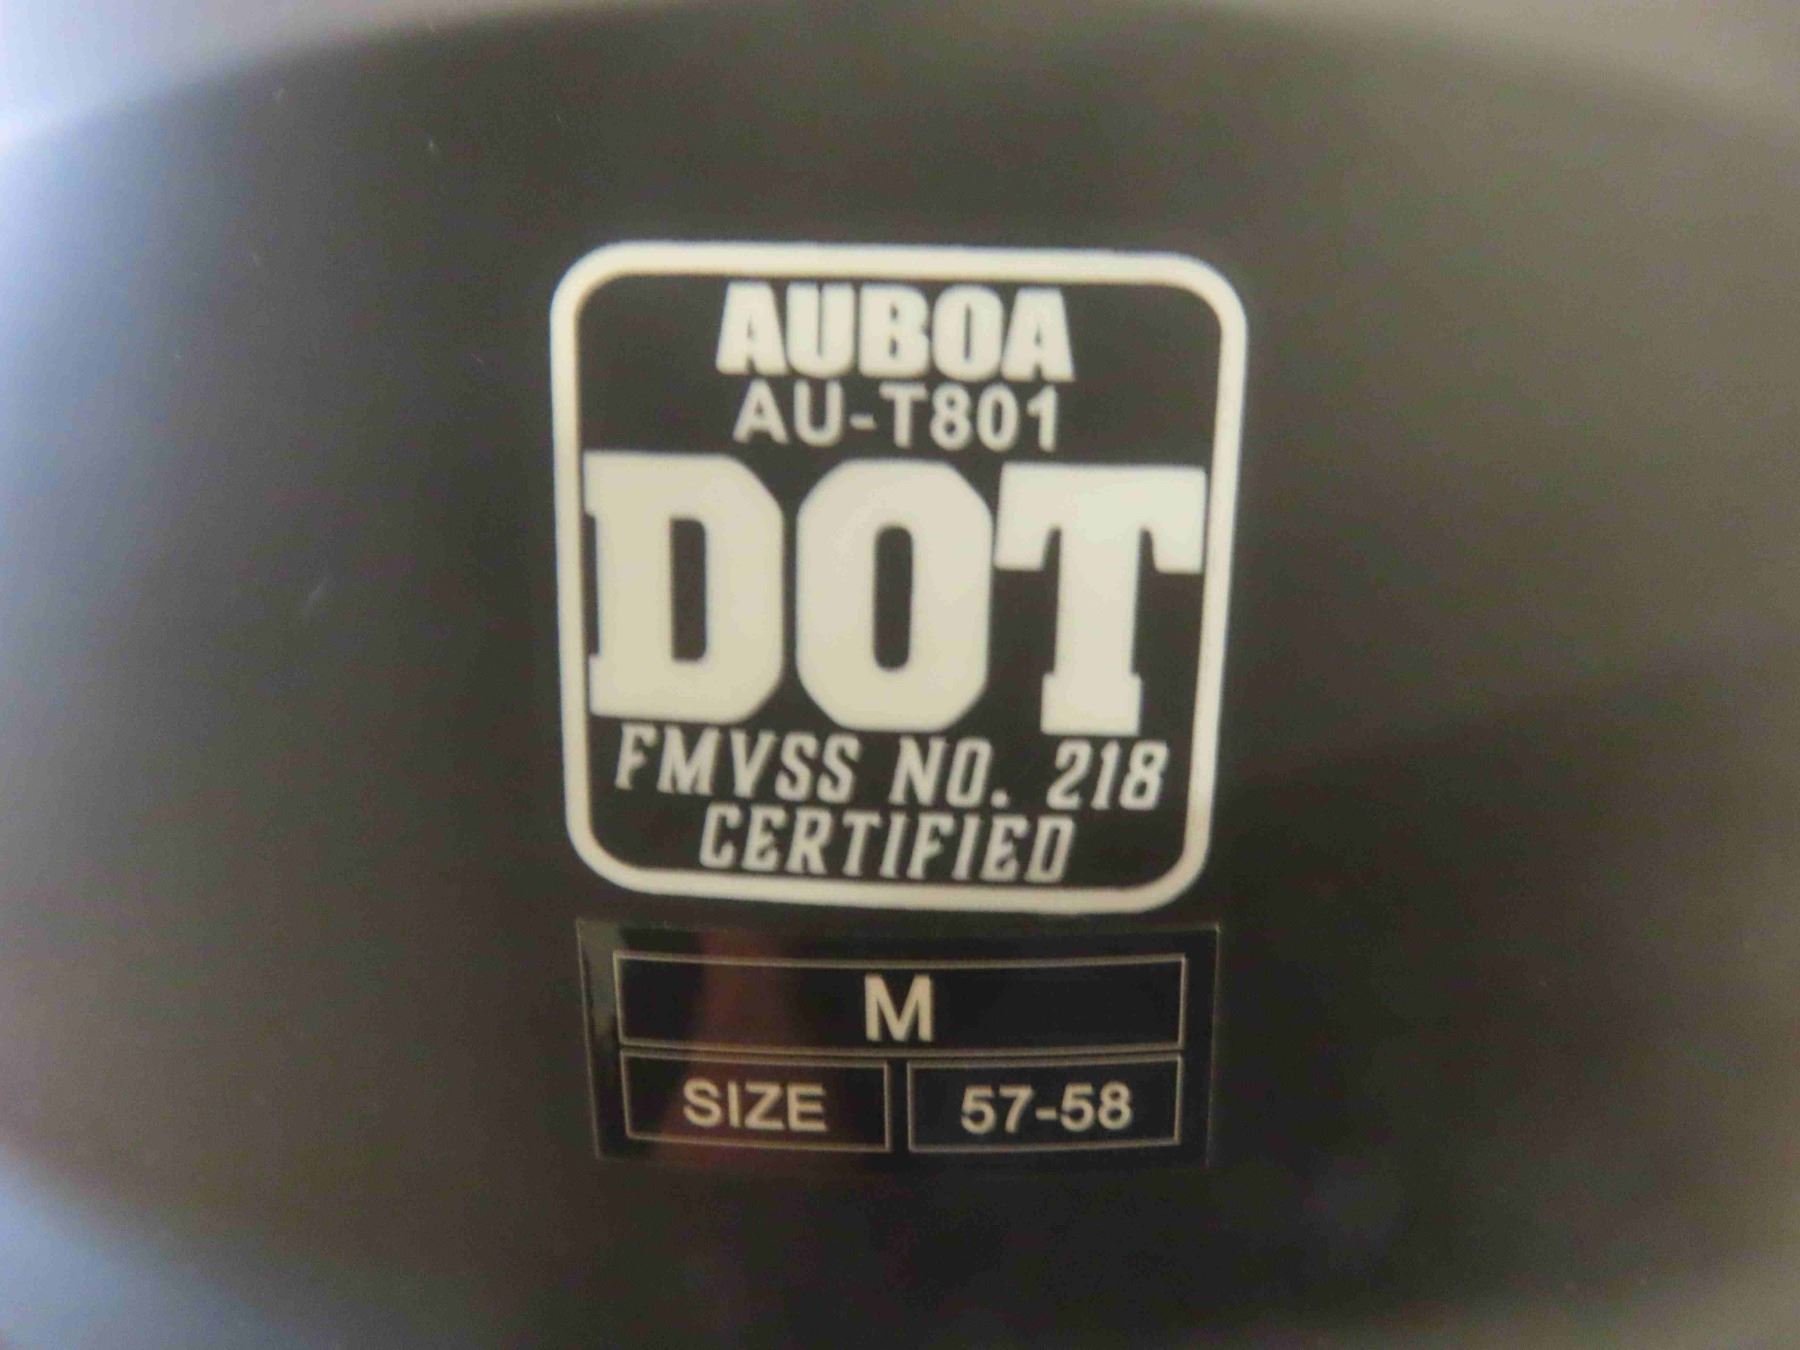 AUBOA
AU-T801
DOT
FMVSS NO. 218
CERTIFIED
M
SIZE 57-58